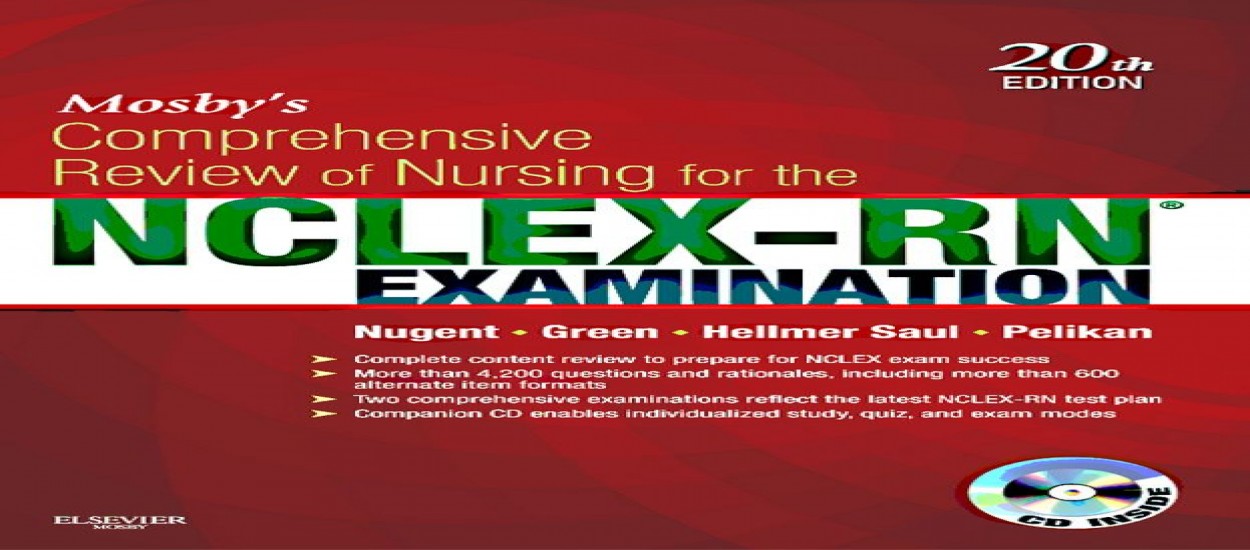 20th
EDITION
Mosby's
Comprehensive
Review of Nursing for the
NCLEX-RN®
EXAMINATION
Nugent • Green • Hellmer Saul • Pelikan
➤ Complete content review to prepare for NCLEX exam success
➤ More than 4,200 questions and rationales, including more than 600
alternate item formats
➤ Two comprehensive examinations reflect the latest NCLEX-RN test plan
➤ Companion CD enables individualized study, quiz, and exam modes
CD INSIDE
ELSEVIER
MOSBY